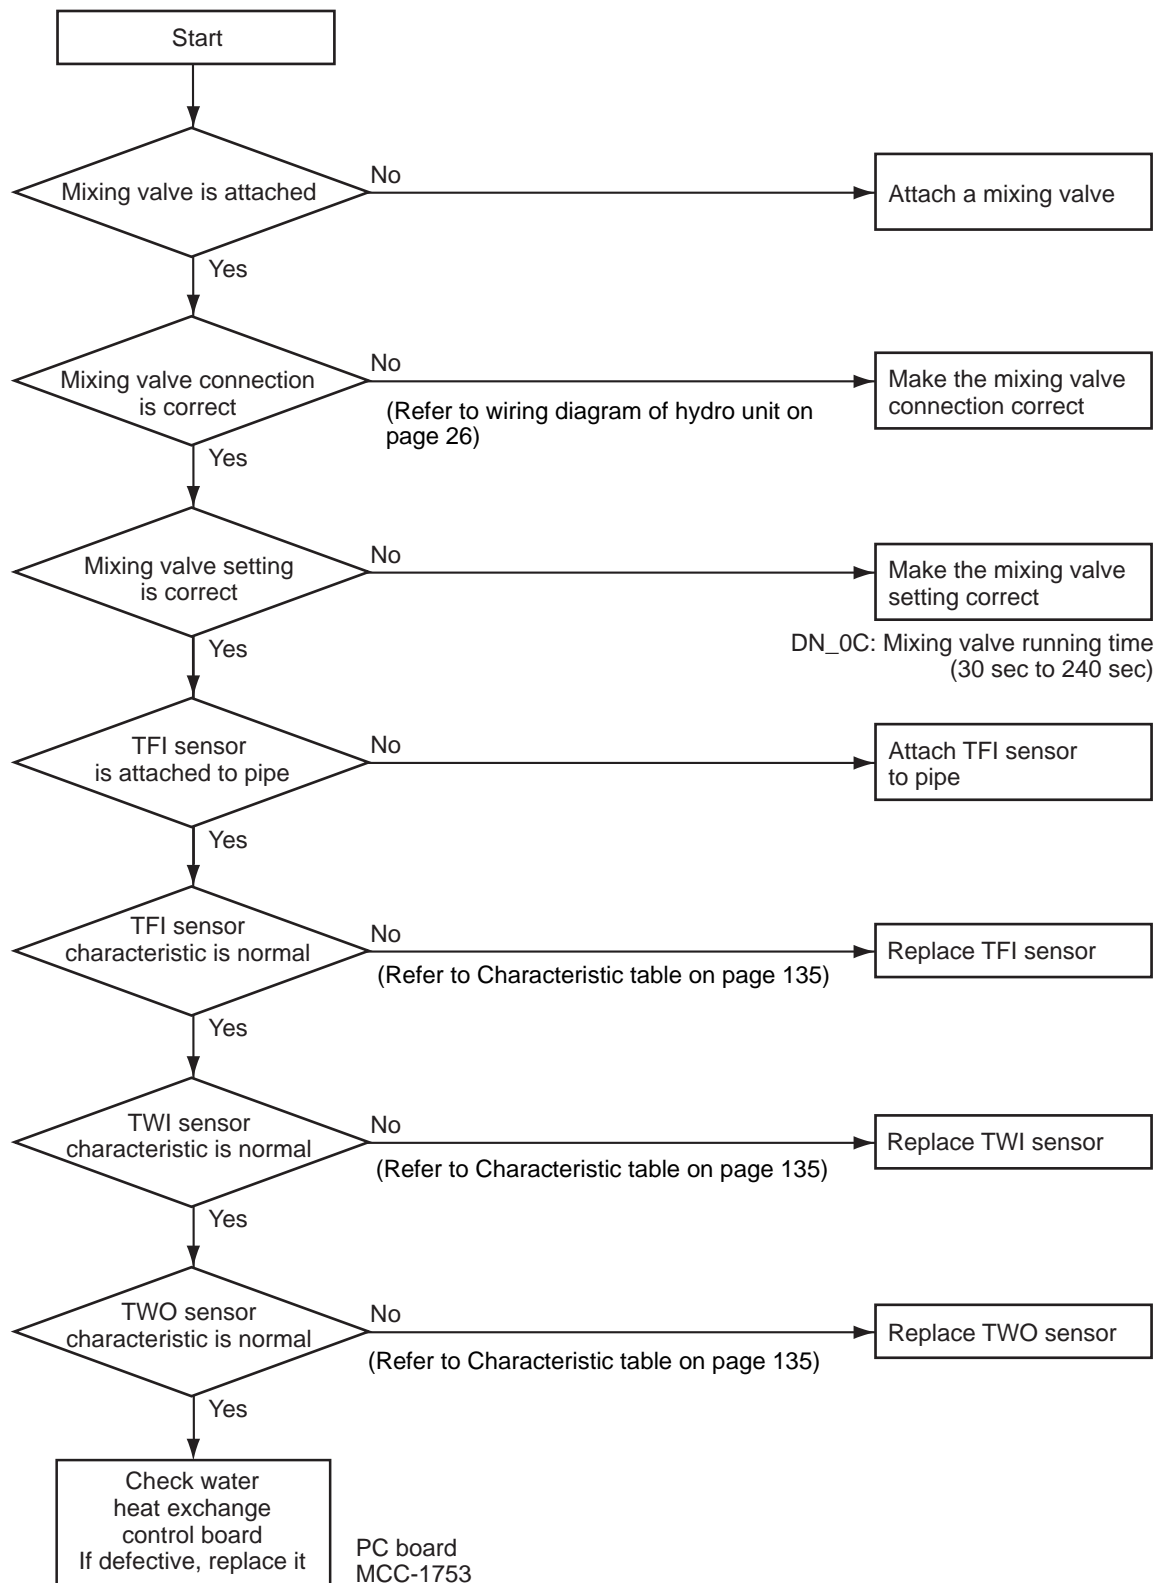 Start
Mixing valve is attached
No
Attach a mixing valve
Yes
Mixing valve connection
is correct
No
(Refer to wiring diagram of hydro unit on
page 26)
Make the mixing valve
connection correct
Yes
Mixing valve setting
is correct
No
Make the mixing valve
setting correct
DN_0C: Mixing valve running time
(30 sec to 240 sec)
Yes
TFI sensor
is attached to pipe
No
Attach TFI sensor
to pipe
Yes
TFI sensor
characteristic is normal
No
(Refer to Characteristic table on page 135)
Replace TFI sensor
Yes
TWI sensor
characteristic is normal
No
(Refer to Characteristic table on page 135)
Replace TWI sensor
Yes
TWO sensor
characteristic is normal
No
(Refer to Characteristic table on page 135)
Replace TWO sensor
Yes
Check water
heat exchange
control board
If defective, replace it
PC board
MCC-1753